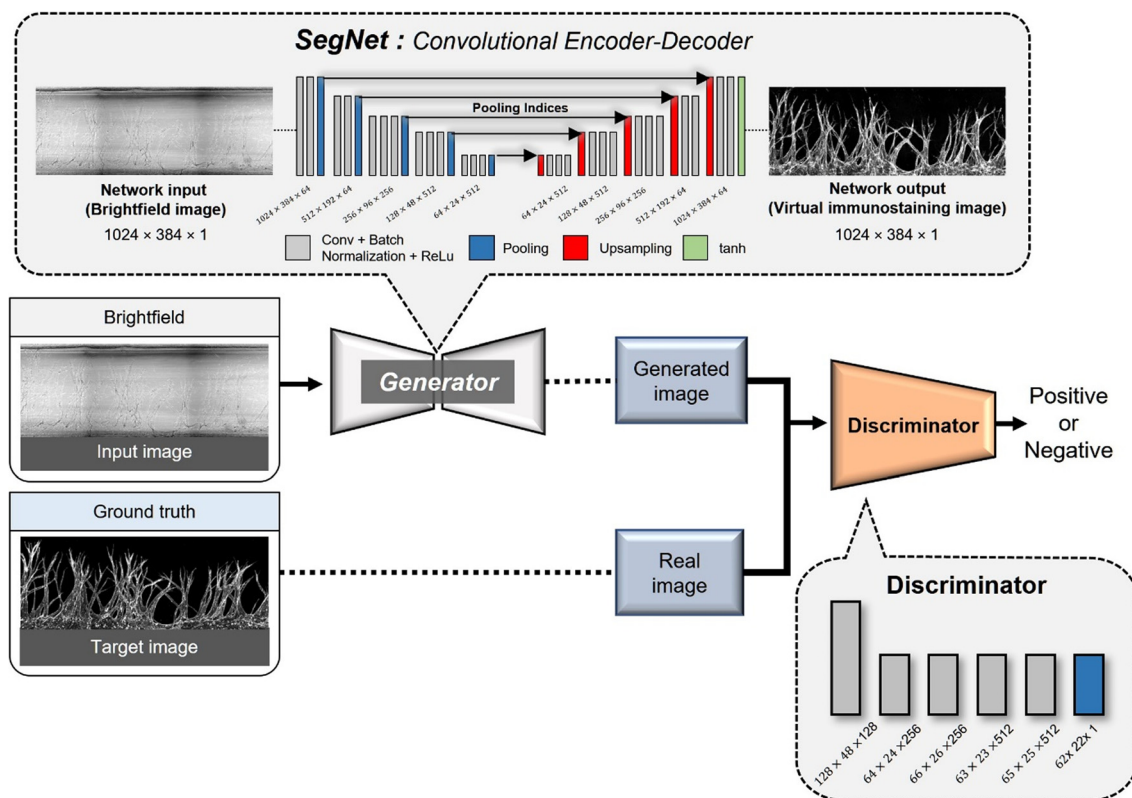 SegNet : Convolutional Encoder-Decoder
Pooling Indices
Network input
(Brightfield image)
1024 × 384 × 1
1024 × 384 × 64
512 × 192 × 64
256 × 96 × 256
128 × 48 × 512
64 × 24 × 512
64 × 24 × 512
128 × 48 × 512
256 × 96 × 256
512 × 192 × 64
1024 × 384 × 64
Network output
(Virtual immunostaining image)
1024 × 384 × 1
Conv + Batch
Normalization + ReLu
Pooling
Upsampling
tanh
Brightfield
Input image
Generator
Generated
image
Discriminator
Positive
or
Negative
Ground truth
Target image
Real
image
Discriminator
128 × 48 ×128
64 × 24 ×256
66 × 26 ×256
63 × 23 ×512
65 × 25 ×512
62x 22x 1